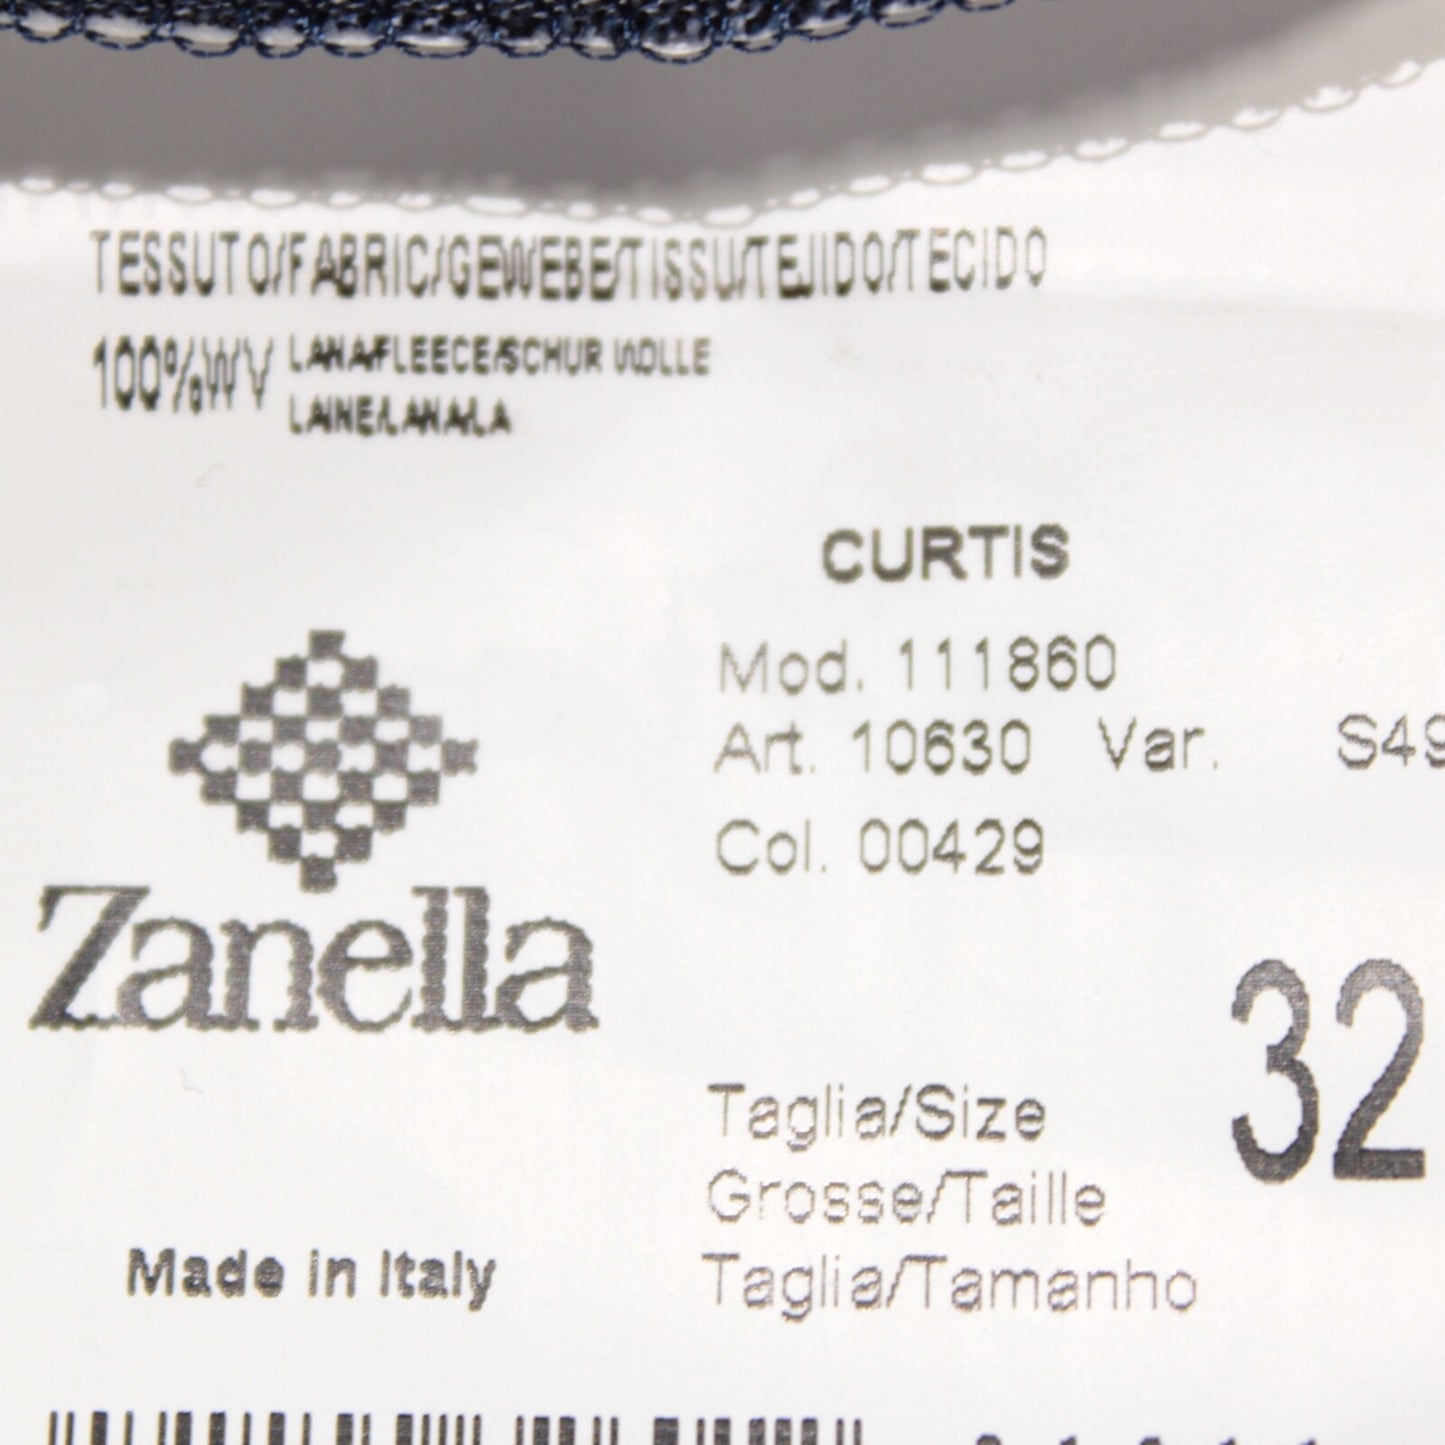 TESSUTO/FABRIC/GEWEBE/TISSU/TEJIDO/TECIDO
100%WV LANA/FLEECE/SCHUR WOLLE
LAINE/LANA/LA
CURTIS
Mod. 111860
Art. 10630 Var. S49
Col. 00429
Zanella
32
Taglia/Size
Grosse/Taille
Taglia/Tamanho
Made in Italy